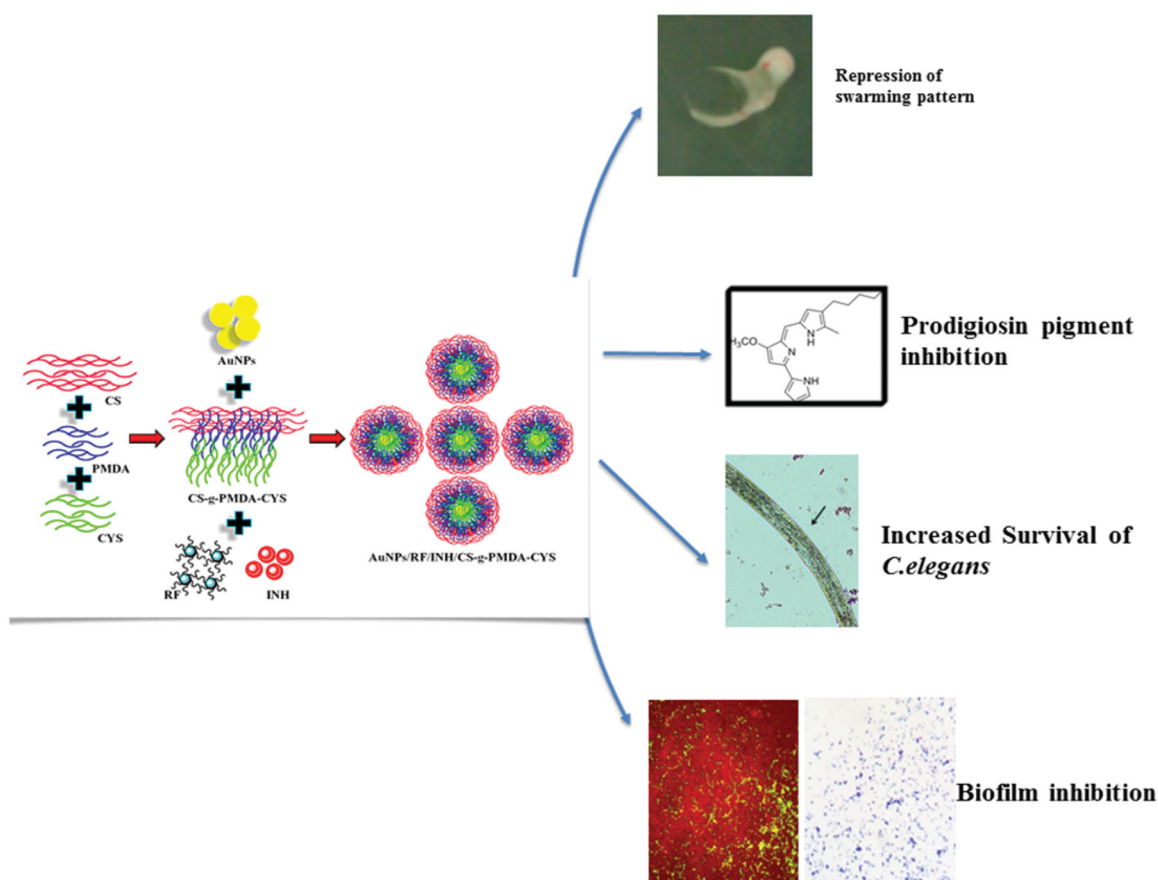 Repression of
swarming pattern
AuNPs
CS
PMDA
CYS
CS-g-PMDA-CYS
RF
INH
AuNPs/RF/INH/CS-g-PMDA-CYS
H₃CO
N
NH
NH
Prodigiosin pigment
inhibition
Increased Survival of
C.elegans
Biofilm inhibition